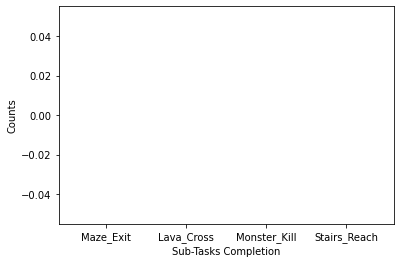 0.04
0.02
0.00
−0.02
−0.04
Counts
Maze_Exit Lava_Cross Monster_Kill Stairs_Reach
Sub-Tasks Completion